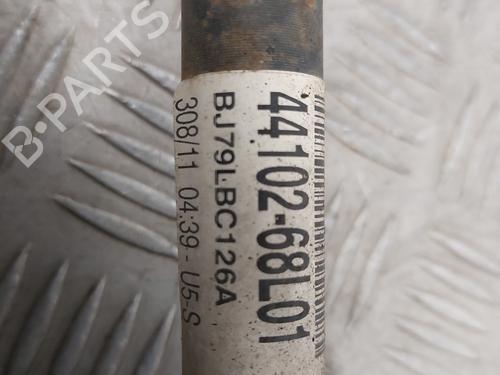 44102-68L01
BJ79LBC126A
308/11 04:39 - U5-S
B-PARTS